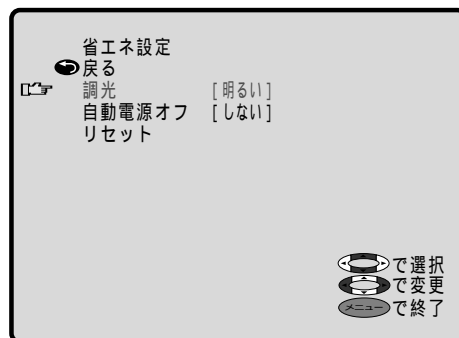 省エネ設定
戻る
調光 [明るい]
自動電源オフ [しない]
リセット
で選択
で変更
メニュー で終了